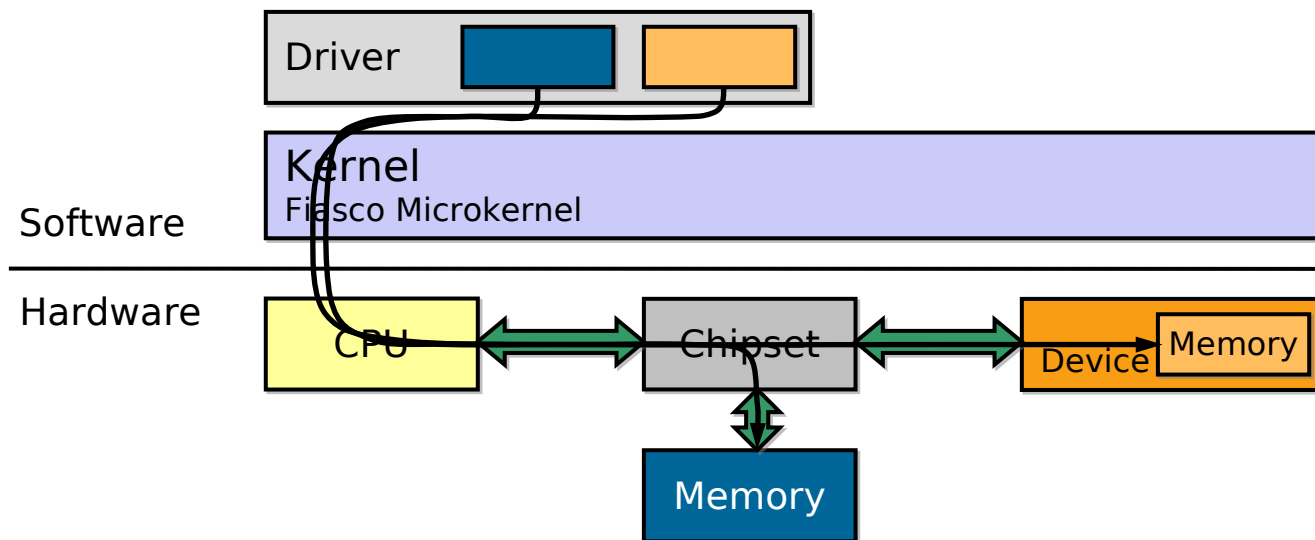 Driver
Kernel
Fiasco Microkernel
Software
Hardware
CPU
Chipset
Device
Memory
Memory